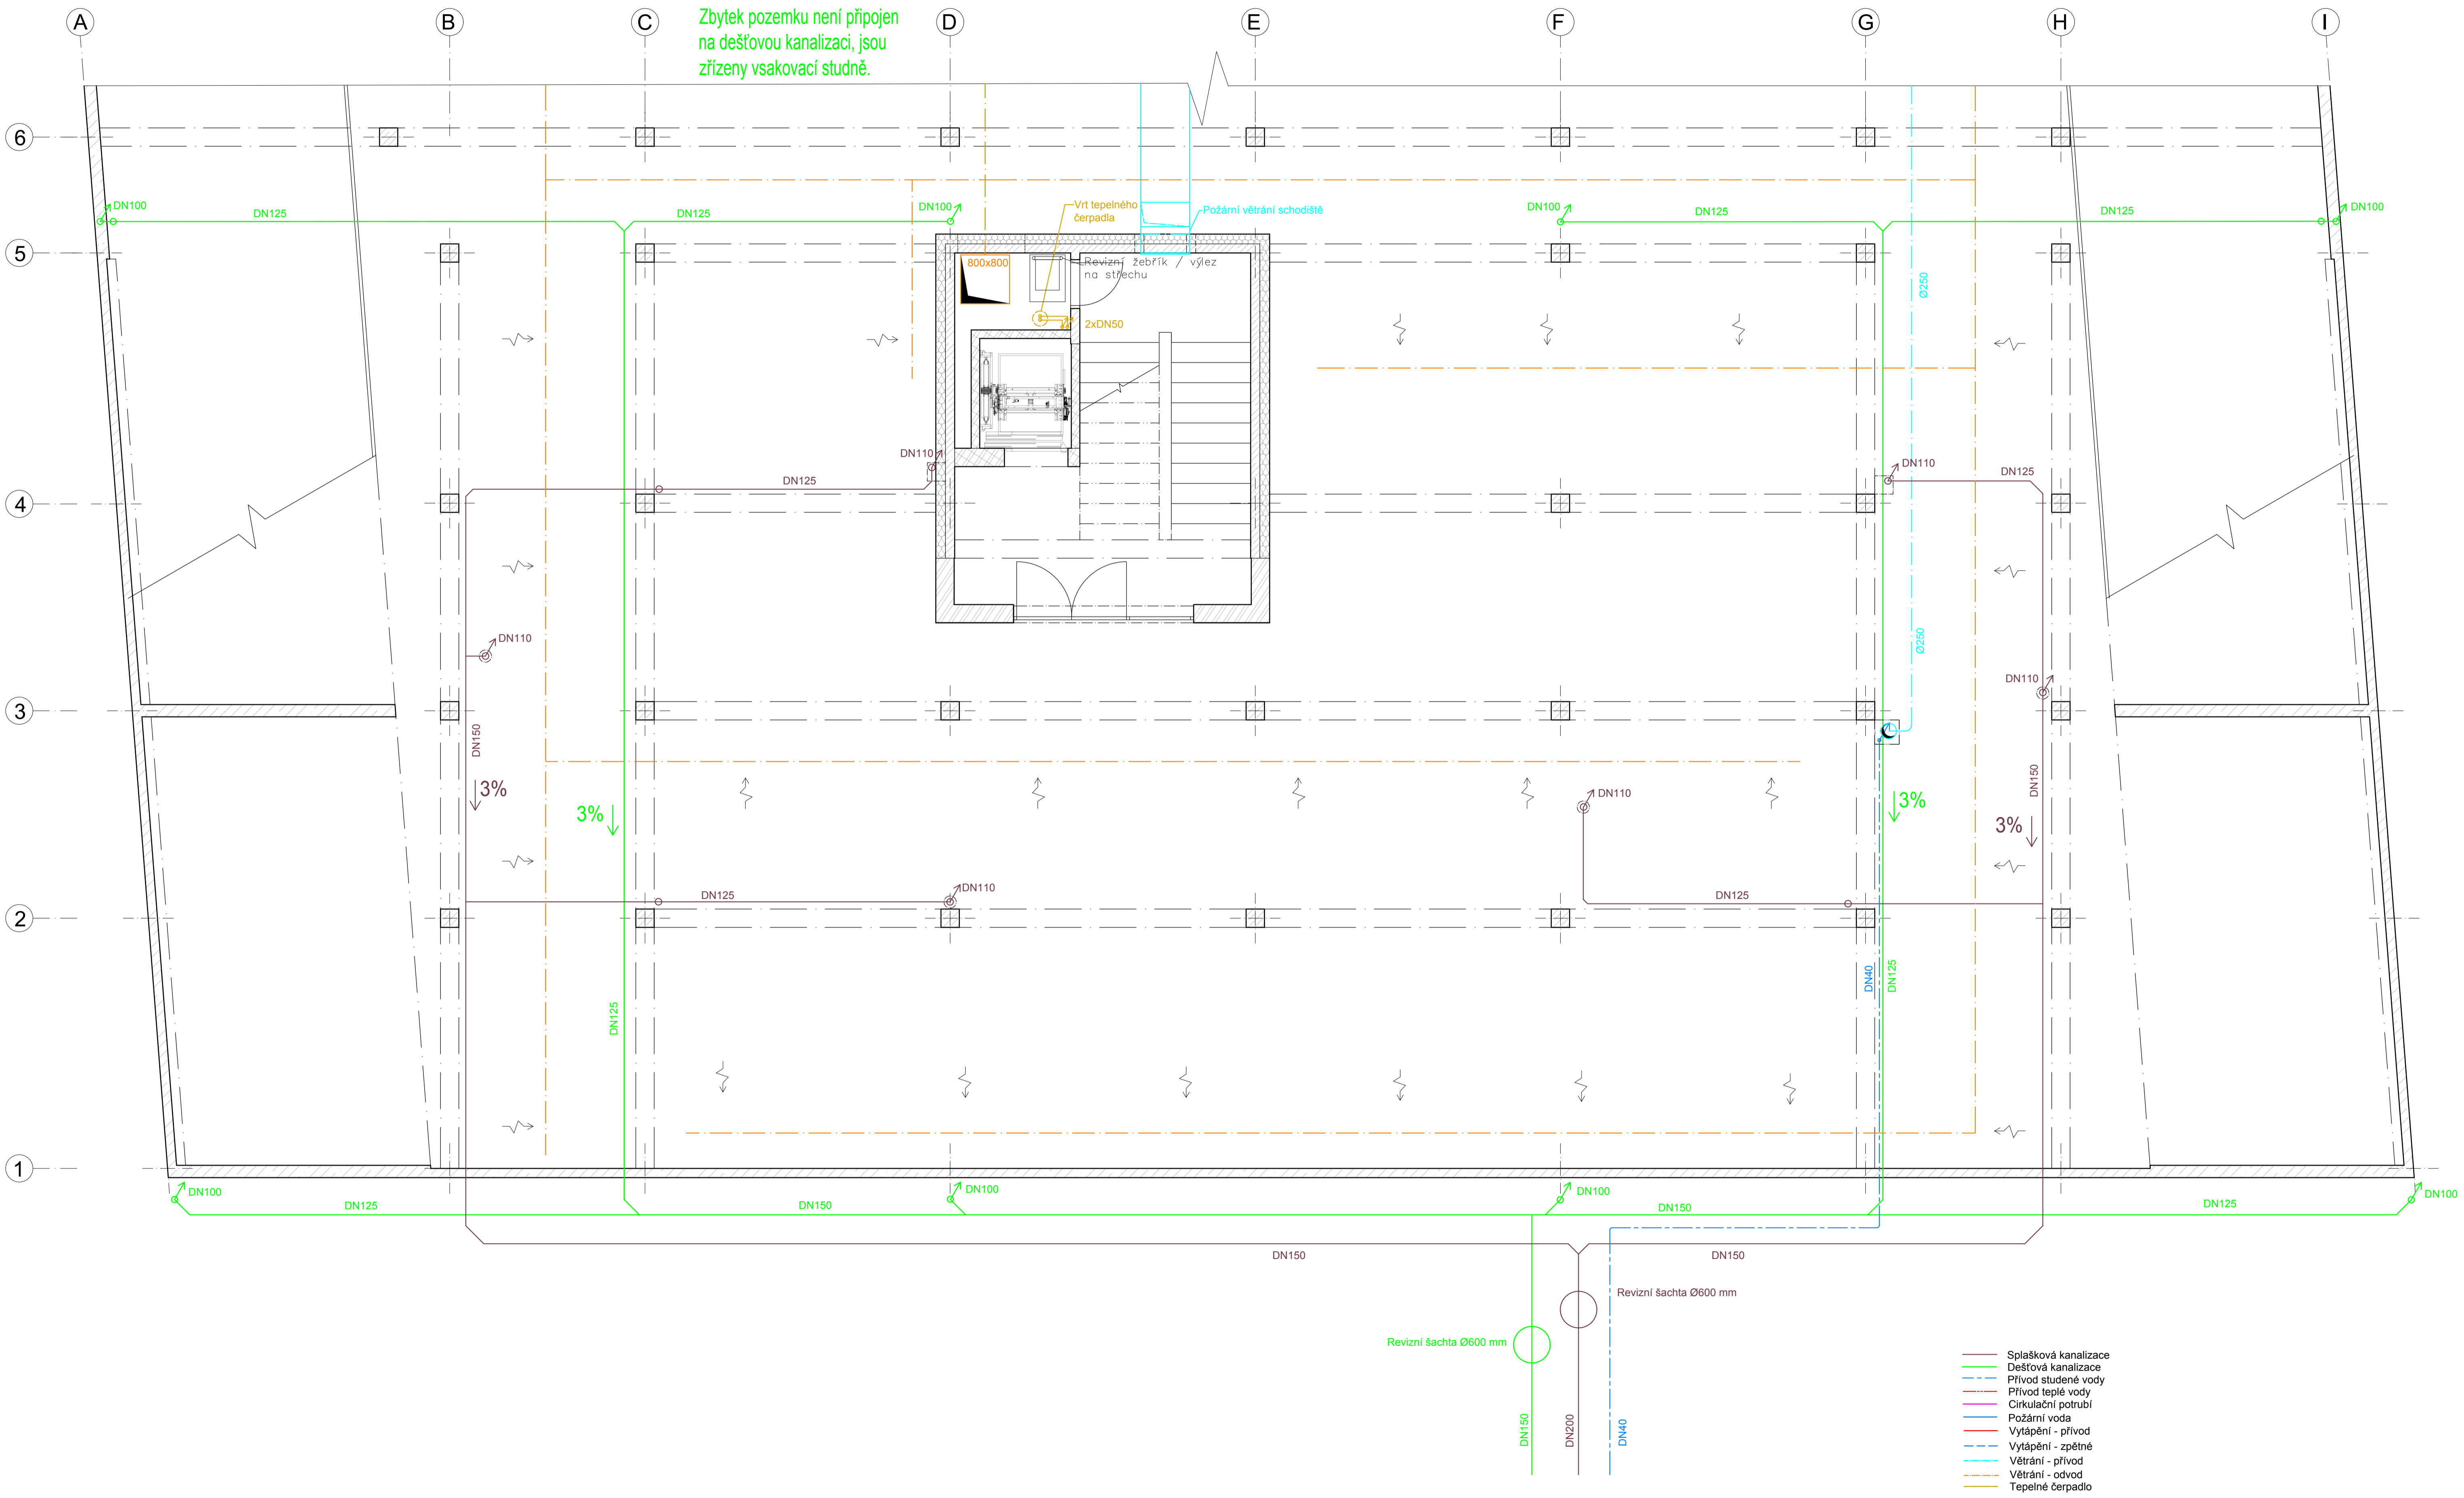 A
B
C
D
E
F
G
H
I
Zbytek pozemku není připojen
na dešťovou kanalizaci, jsou
zřízeny vsakovací studně.
6
DN100
DN125
DN125
DN100
Vrt tepelného
čerpadla
Požární větrání schodiště
DN100
DN125
DN125
DN100
5
800x800
Revizní žebřík / výlez
na střechu
Ø250
2xDN50
DN110
DN125
DN110
DN125
4
DN110
Ø250
DN110
3
DN150
3%
3%
DN110
3%
DN150
3%
DN125
DN110
DN125
2
DN125
DN40
DN125
1
DN100
DN125
DN150
DN100
DN100
DN150
DN125
DN100
DN150
DN150
Revizní šachta Ø600 mm
Revizní šachta Ø600 mm
DN150
DN200
DN40
Splašková kanalizace
Dešťová kanalizace
Přívod studené vody
Přívod teplé vody
Cirkulační potrubí
Požární voda
Vytápění - přívod
Vytápění - zpětné
Větrání - přívod
Větrání - odvod
Tepelné čerpadlo